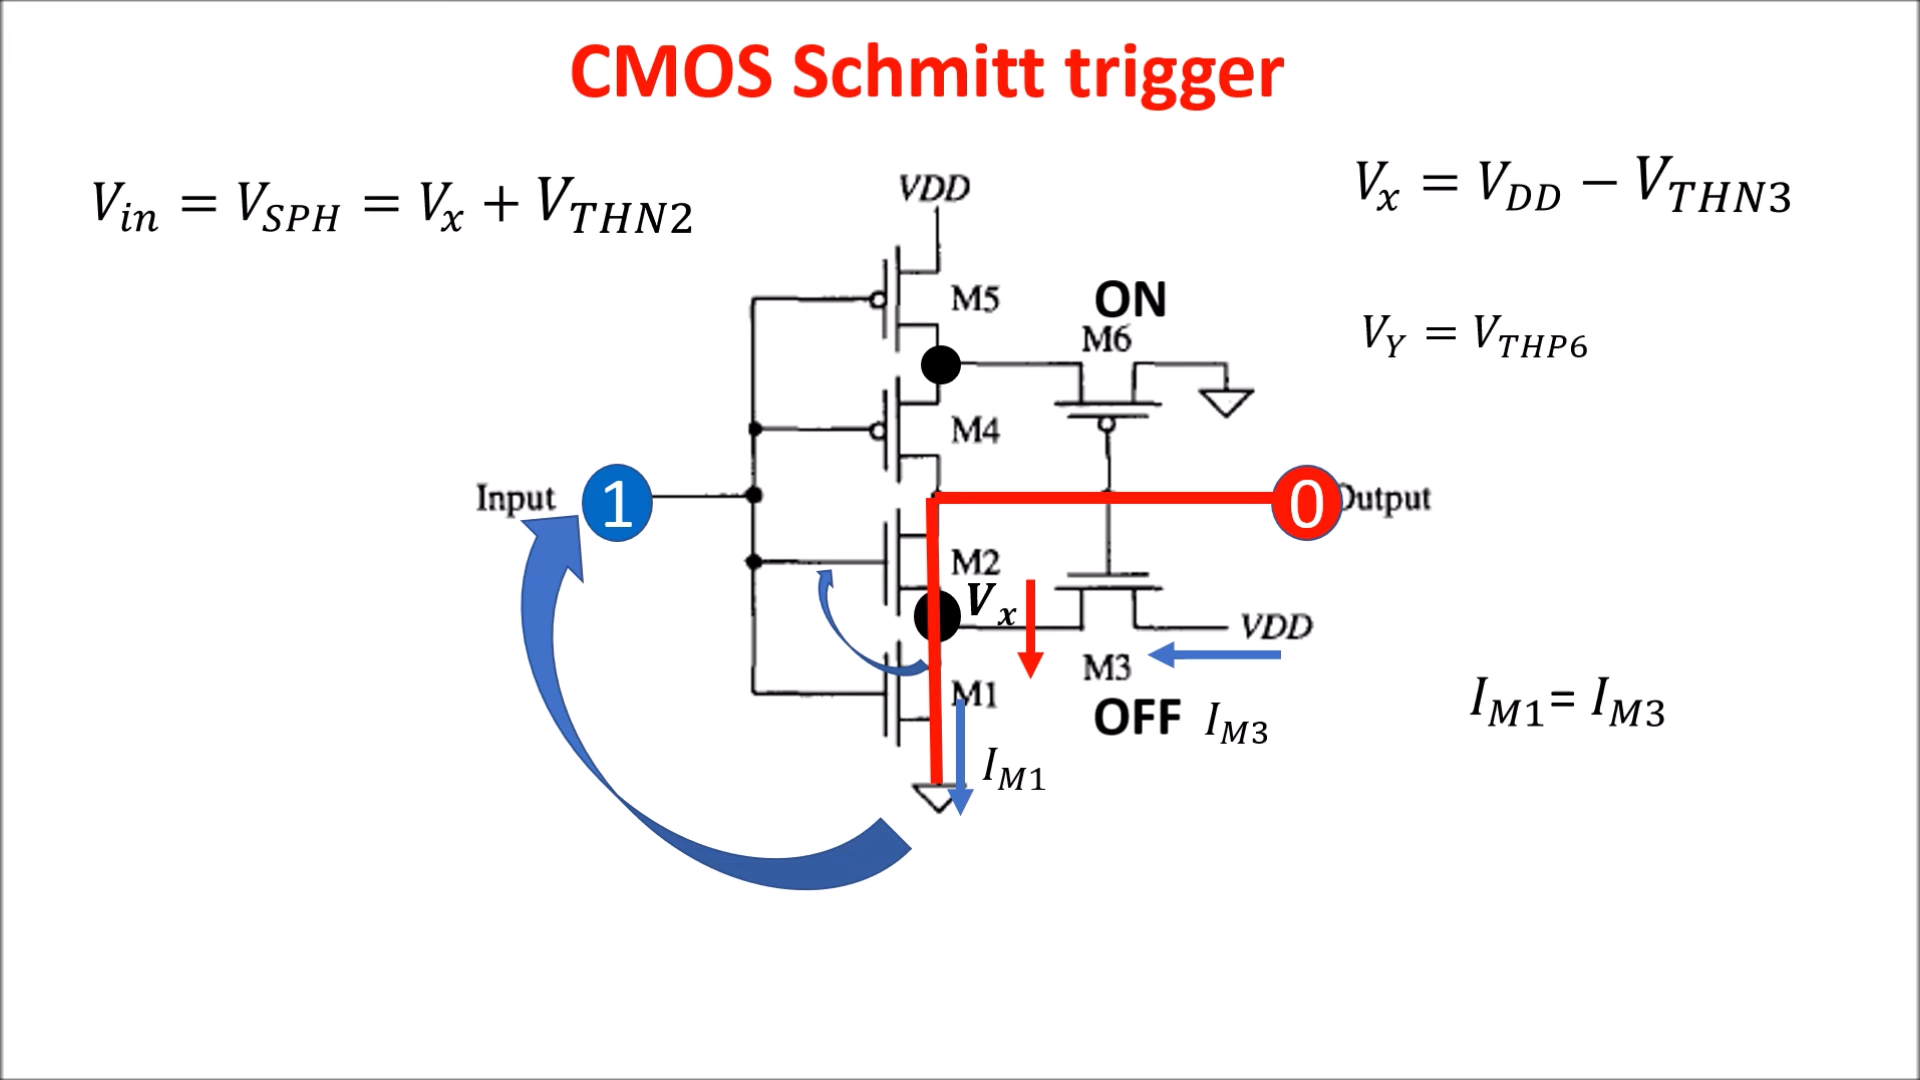 CMOS Schmitt trigger
V_in = V_SPH = V_x + V_THN2
V_x = V_DD − V_THN3
VDD
M5
ON
M6
V_Y = V_THP6
M4
Input
1
0
Output
M2
V_x
VDD
M3
M1
OFF
I_M3
I_M1 = I_M3
I_M1